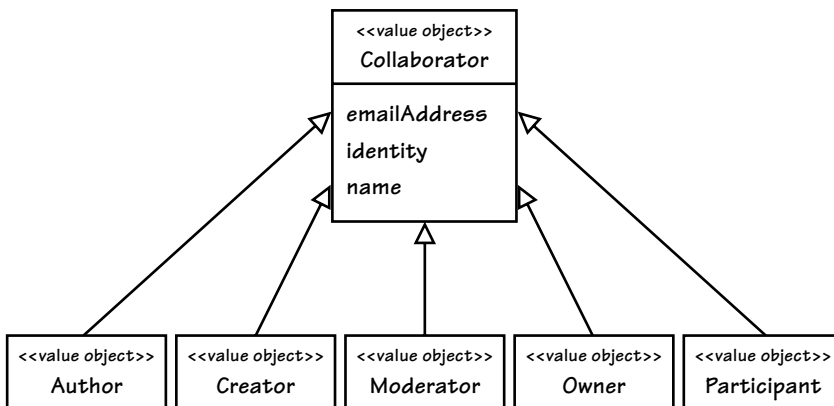 <<value object>>
Collaborator
emailAddress
identity
name
<<value object>>
Author
<<value object>>
Creator
<<value object>>
Moderator
<<value object>>
Owner
<<value object>>
Participant